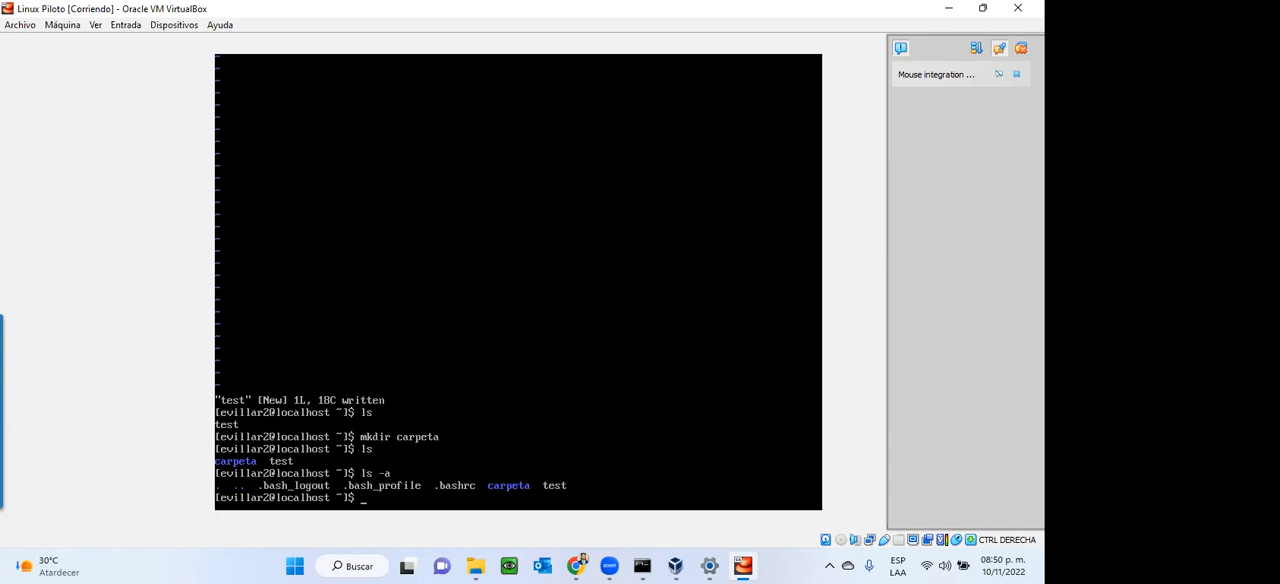 Linux Piloto [Corriendo] - Oracle VM VirtualBox
Archivo Máquina Ver Entrada Dispositivos Ayuda
Mouse integration ...
"test" [New] 1L, 18C written
[evillar2@localhost ~]$ ls
test
[evillar2@localhost ~]$ mkdir carpeta
[evillar2@localhost ~]$ ls
carpeta test
[evillar2@localhost ~]$ ls -a
. .. .bash_logout .bash_profile .bashrc carpeta test
[evillar2@localhost ~]$ _
CTRL DERECHA
30°C
Atardecer
Buscar
zoom
ESP
LAA
08:50 p. m.
10/11/2022